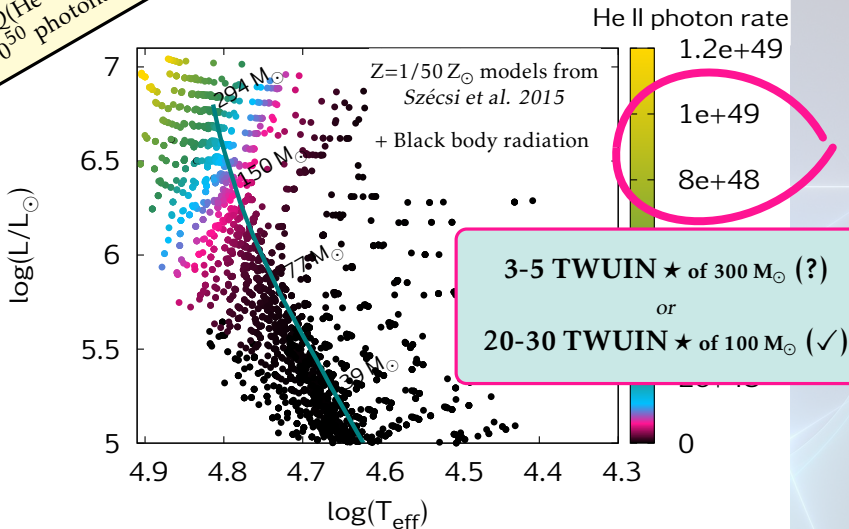 Q(He
0⁵⁰ photon
He II photon rate
Z=1/50 Z☉ models from
Szécsi et al. 2015
+ Black body radiation
294 M☉
150 M☉
77 M☉
39 M☉
7
6.5
6
5.5
5
log(L/L☉)
4.9 4.8 4.7 4.6 4.5 4.4 4.3
log(Teff)
1.2e+49
1e+49
8e+48
0
3-5 TWUIN ★ of 300 M☉ (?)
or
20-30 TWUIN ★ of 100 M☉ (✓)